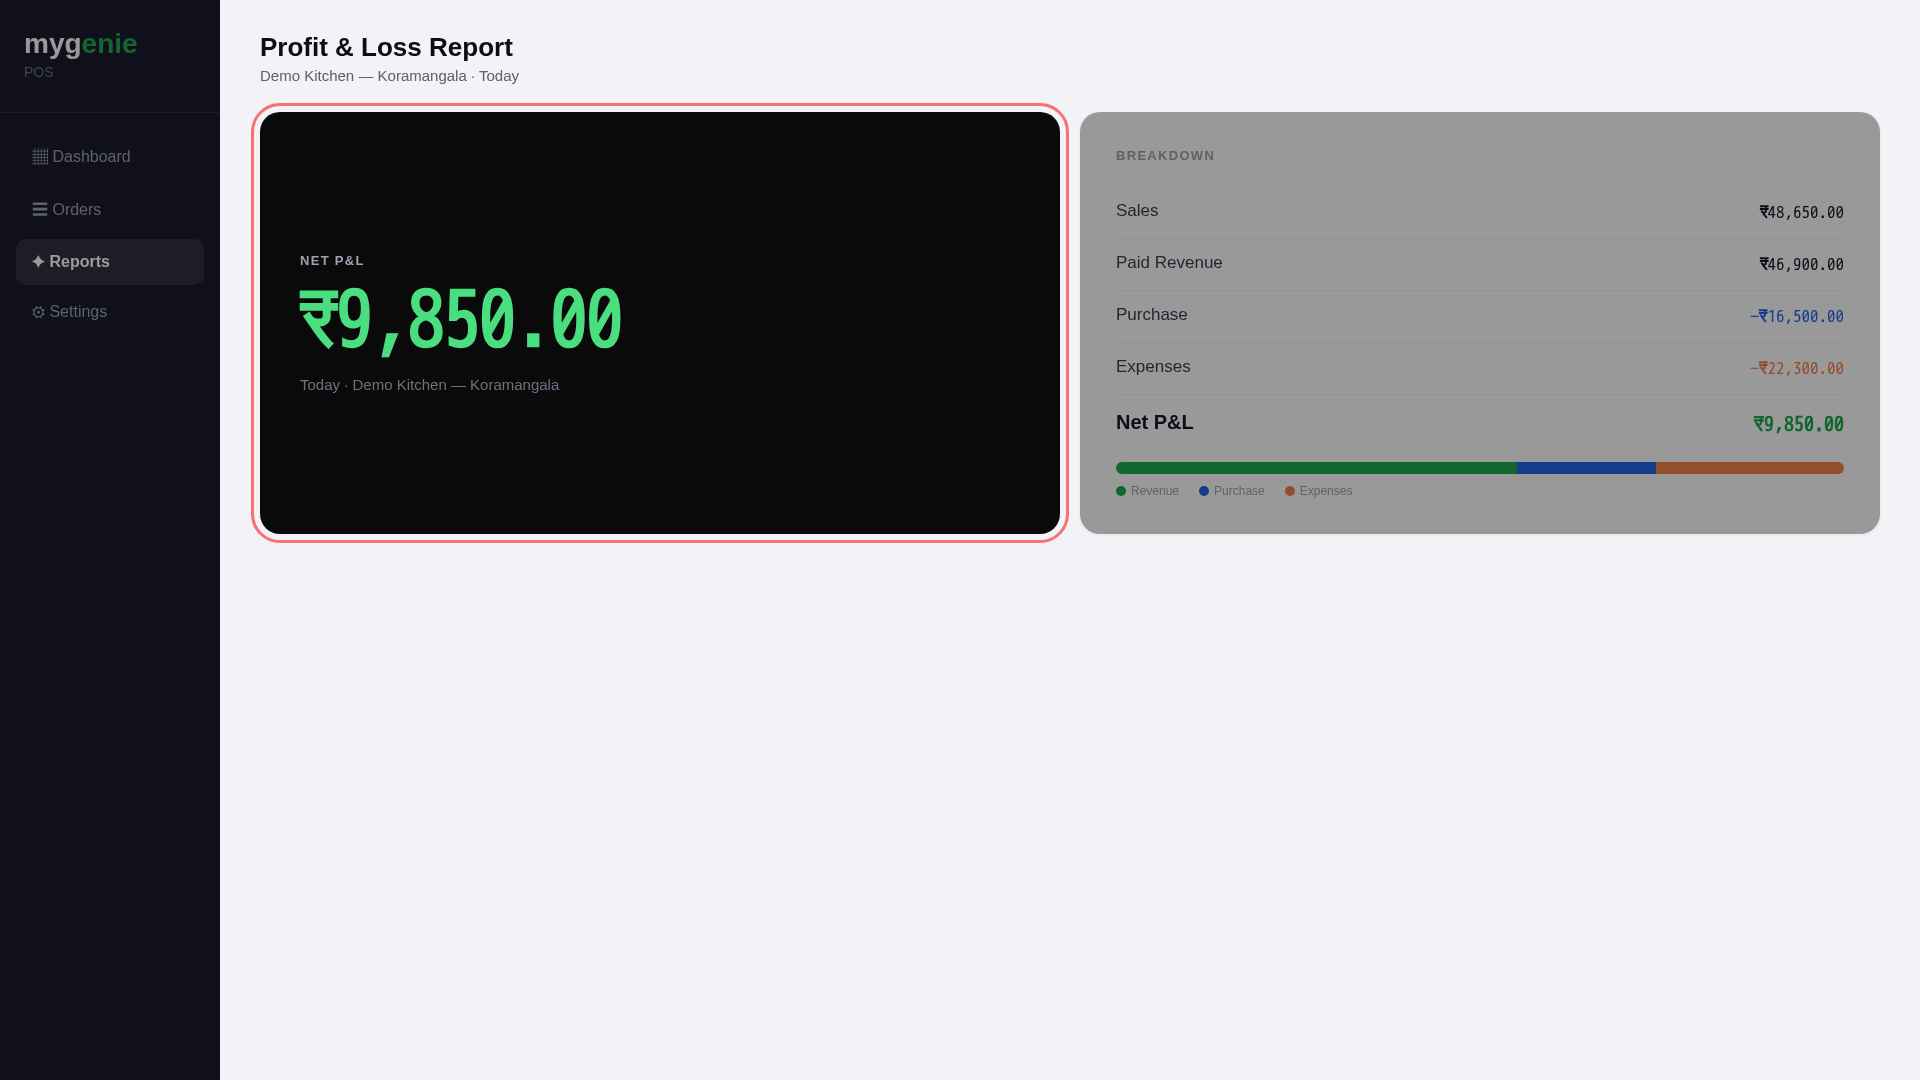 mygenie
POS
Dashboard
Orders
Reports
Settings
Profit & Loss Report
Demo Kitchen — Koramangala · Today
NET P&L
₹9,850.00
Today · Demo Kitchen — Koramangala
BREAKDOWN
Sales ₹48,650.00
Paid Revenue ₹46,900.00
Purchase −₹16,500.00
Expenses −₹22,300.00
Net P&L ₹9,850.00
Revenue Purchase Expenses